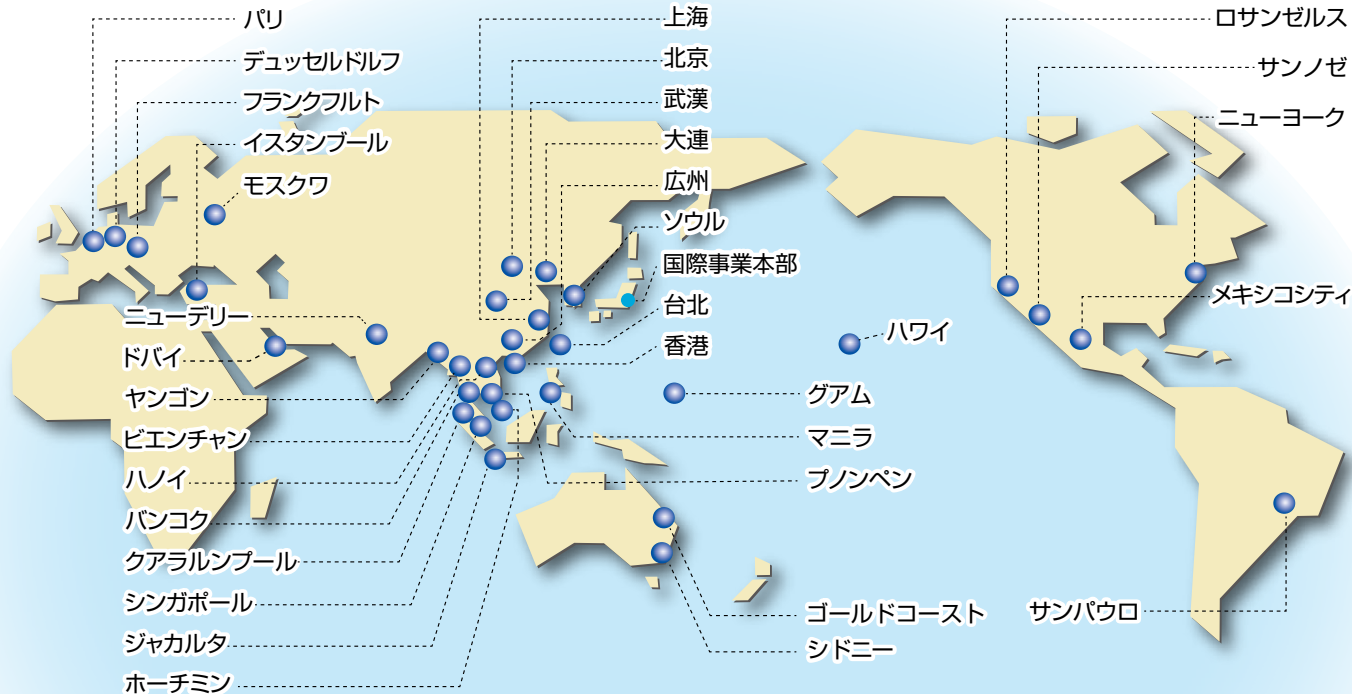 パリ
デュッセルドルフ
フランクフルト
イスタンブール
モスクワ
ニューデリー
ドバイ
ヤンゴン
ビエンチャン
ハノイ
バンコク
クアラルンプール
シンガポール
ジャカルタ
ホーチミン
上海
北京
武漢
大連
広州
ソウル
国際事業本部
台北
香港
ハワイ
グアム
マニラ
プノンペン
ゴールドコースト
シドニー
ロサンゼルス
サンノゼ
ニューヨーク
メキシコシティ
サンパウロ